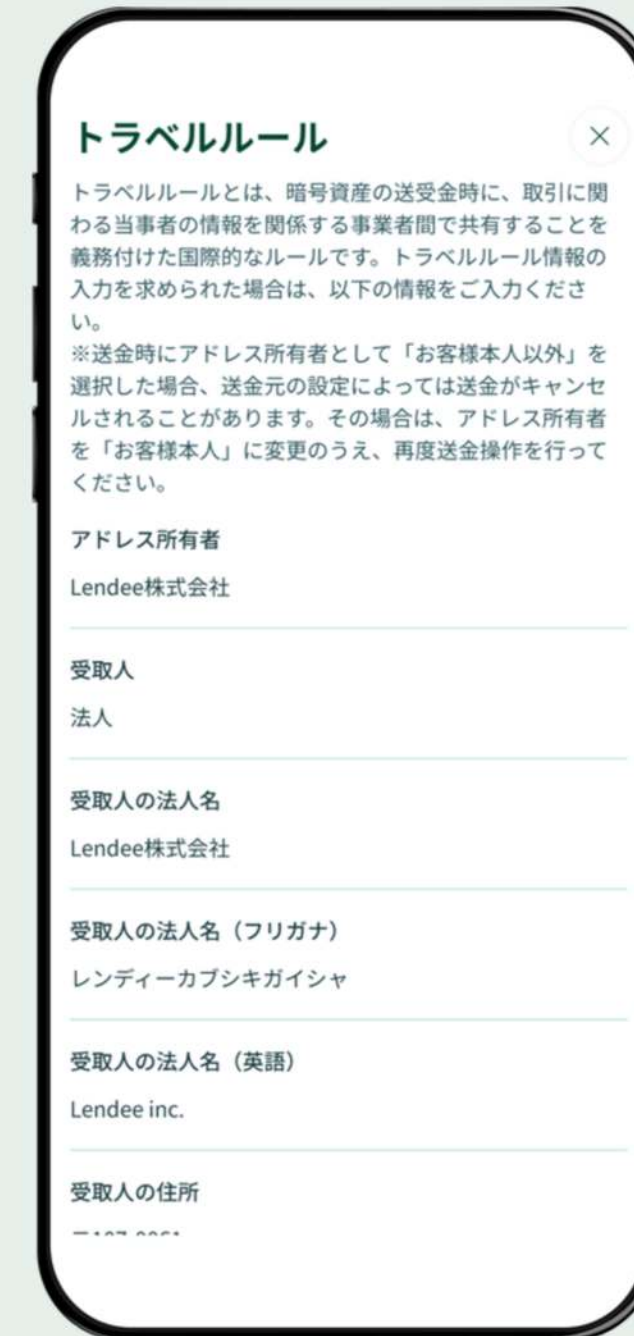 トラベルルール
トラベルルールとは、暗号資産の送受金時に、取引に関
わる当事者の情報を関係する事業者間で共有することを
義務付けた国際的なルールです。トラベルルール情報の
入力を求められた場合は、以下の情報をご入力くださ
い。
※送金時にアドレス所有者として「お客様本人以外」を
選択した場合、送金元の設定によっては送金がキャンセ
ルされることがあります。その場合は、アドレス所有者
を「お客様本人」に変更のうえ、再度送金操作を行って
ください。
アドレス所有者
Lendee株式会社
受取人
法人
受取人の法人名
Lendee株式会社
受取人の法人名（フリガナ）
レンディーカブシキガイシャ
受取人の法人名（英語）
Lendee inc.
受取人の住所